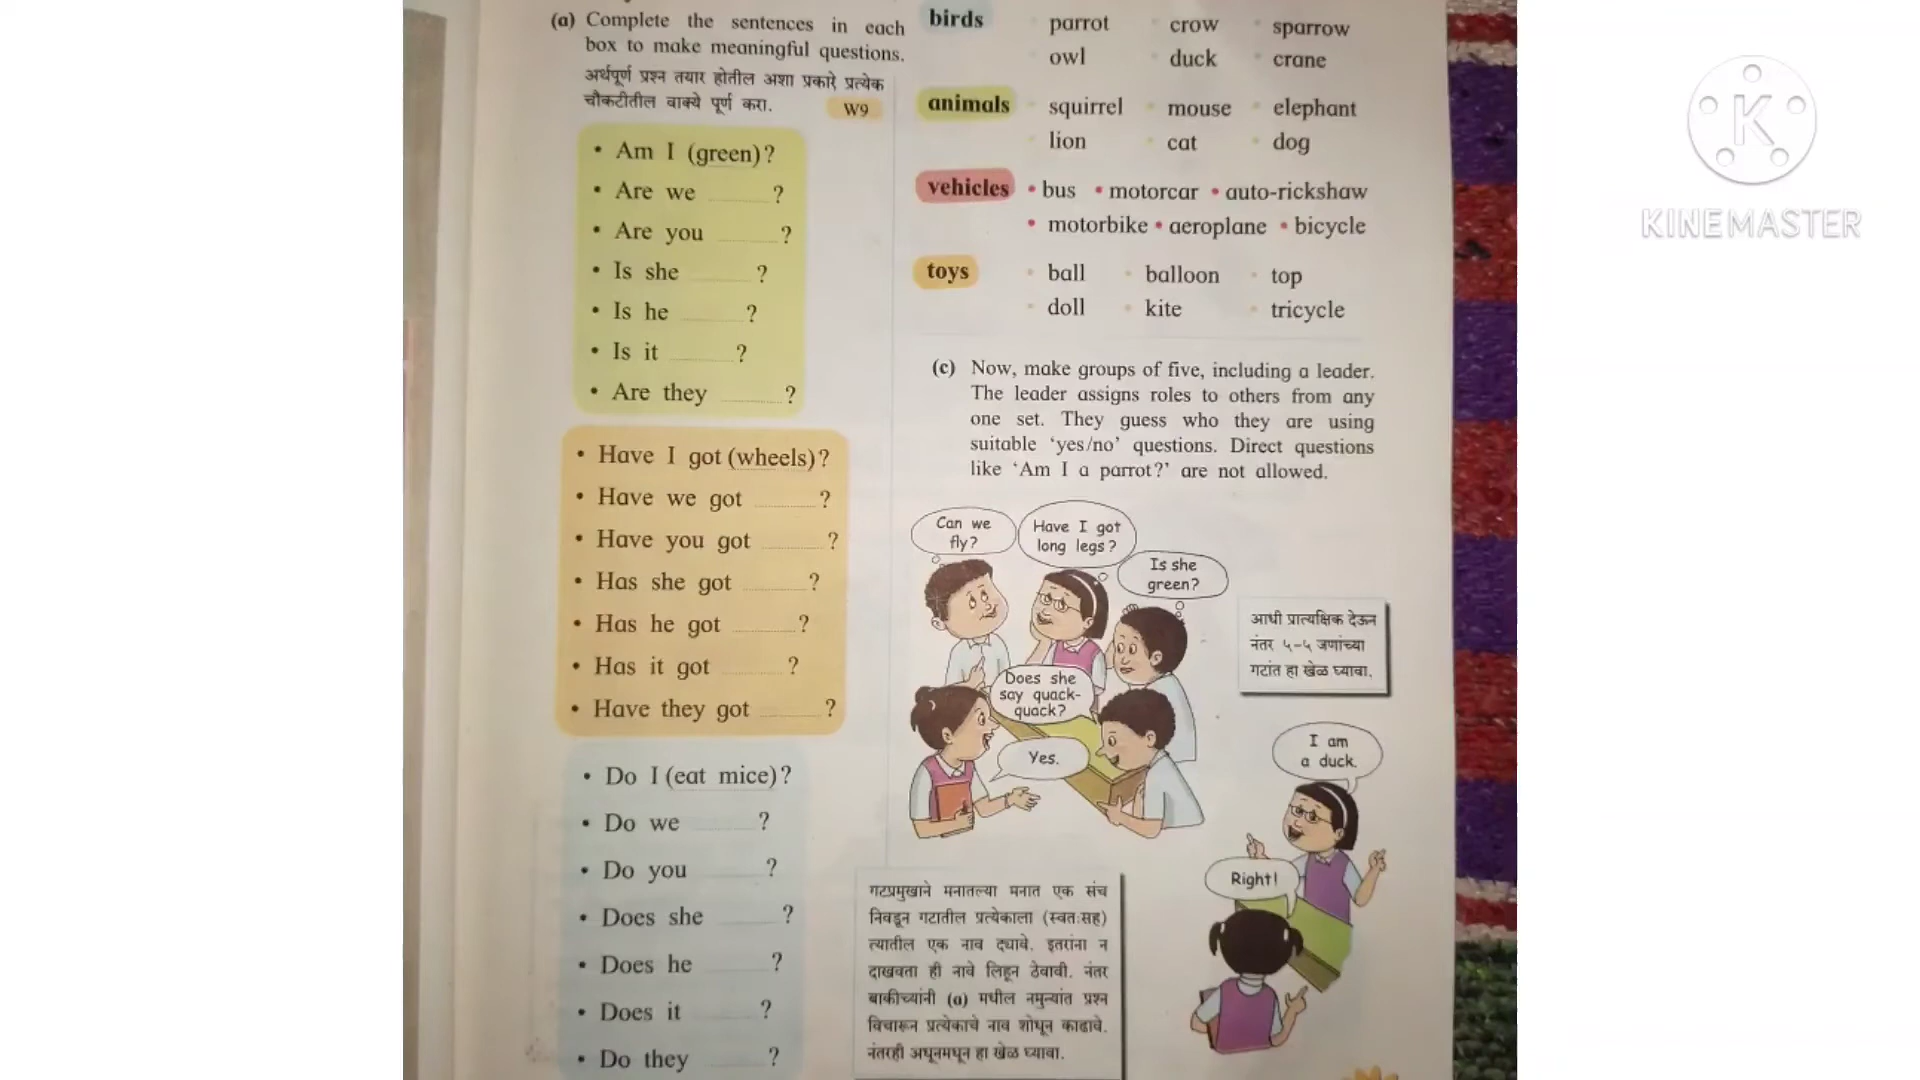 (a) Complete the sentences in each
box to make meaningful questions.
अर्थपूर्ण प्रश्न तयार होतील अशा प्रकारे प्रत्येक
चौकटीतील वाक्ये पूर्ण करा.
W9
• Am I (green)?
• Are we ............ ?
• Are you ............ ?
• Is she ............ ?
• Is he ............ ?
• Is it ............ ?
• Are they ............ ?
• Have I got (wheels)?
• Have we got ............ ?
• Have you got ............ ?
• Has she got ............ ?
• Has he got ............ ?
• Has it got ............ ?
• Have they got ............ ?
• Do I (eat mice)?
• Do we ............ ?
• Do you ............ ?
• Does she ............ ?
• Does he ............ ?
• Does it ............ ?
• Do they ............ ?
birds • parrot • crow • sparrow
• owl • duck • crane
animals • squirrel • mouse • elephant
• lion • cat • dog
vehicles • bus • motorcar • auto-rickshaw
• motorbike • aeroplane • bicycle
toys • ball • balloon • top
• doll • kite • tricycle
(c) Now, make groups of five, including a leader.
The leader assigns roles to others from any
one set. They guess who they are using
suitable ‘yes/no’ questions. Direct questions
like ‘Am I a parrot?’ are not allowed.
Can we
fly?
Have I got
long legs?
Is she
green?
Does she
say quack-
quack?
Yes.
आधी प्रात्यक्षिक देऊन
नंतर ५-५ जणांच्या
गटांत हा खेळ घ्यावा.
I am
a duck.
Right!
गटप्रमुखाने मनातल्या मनात एक संच
निवडून गटातील प्रत्येकाला (स्वतःसह)
त्यातील एक नाव द्यावे. इतरांना न
दाखवता ही नावे लिहून ठेवावी. नंतर
बाकीच्यांनी (a) मधील नमुन्यांत प्रश्न
विचारून प्रत्येकाचे नाव शोधून काढावे.
नंतरही अधूनमधून हा खेळ घ्यावा.
K
KINEMASTER